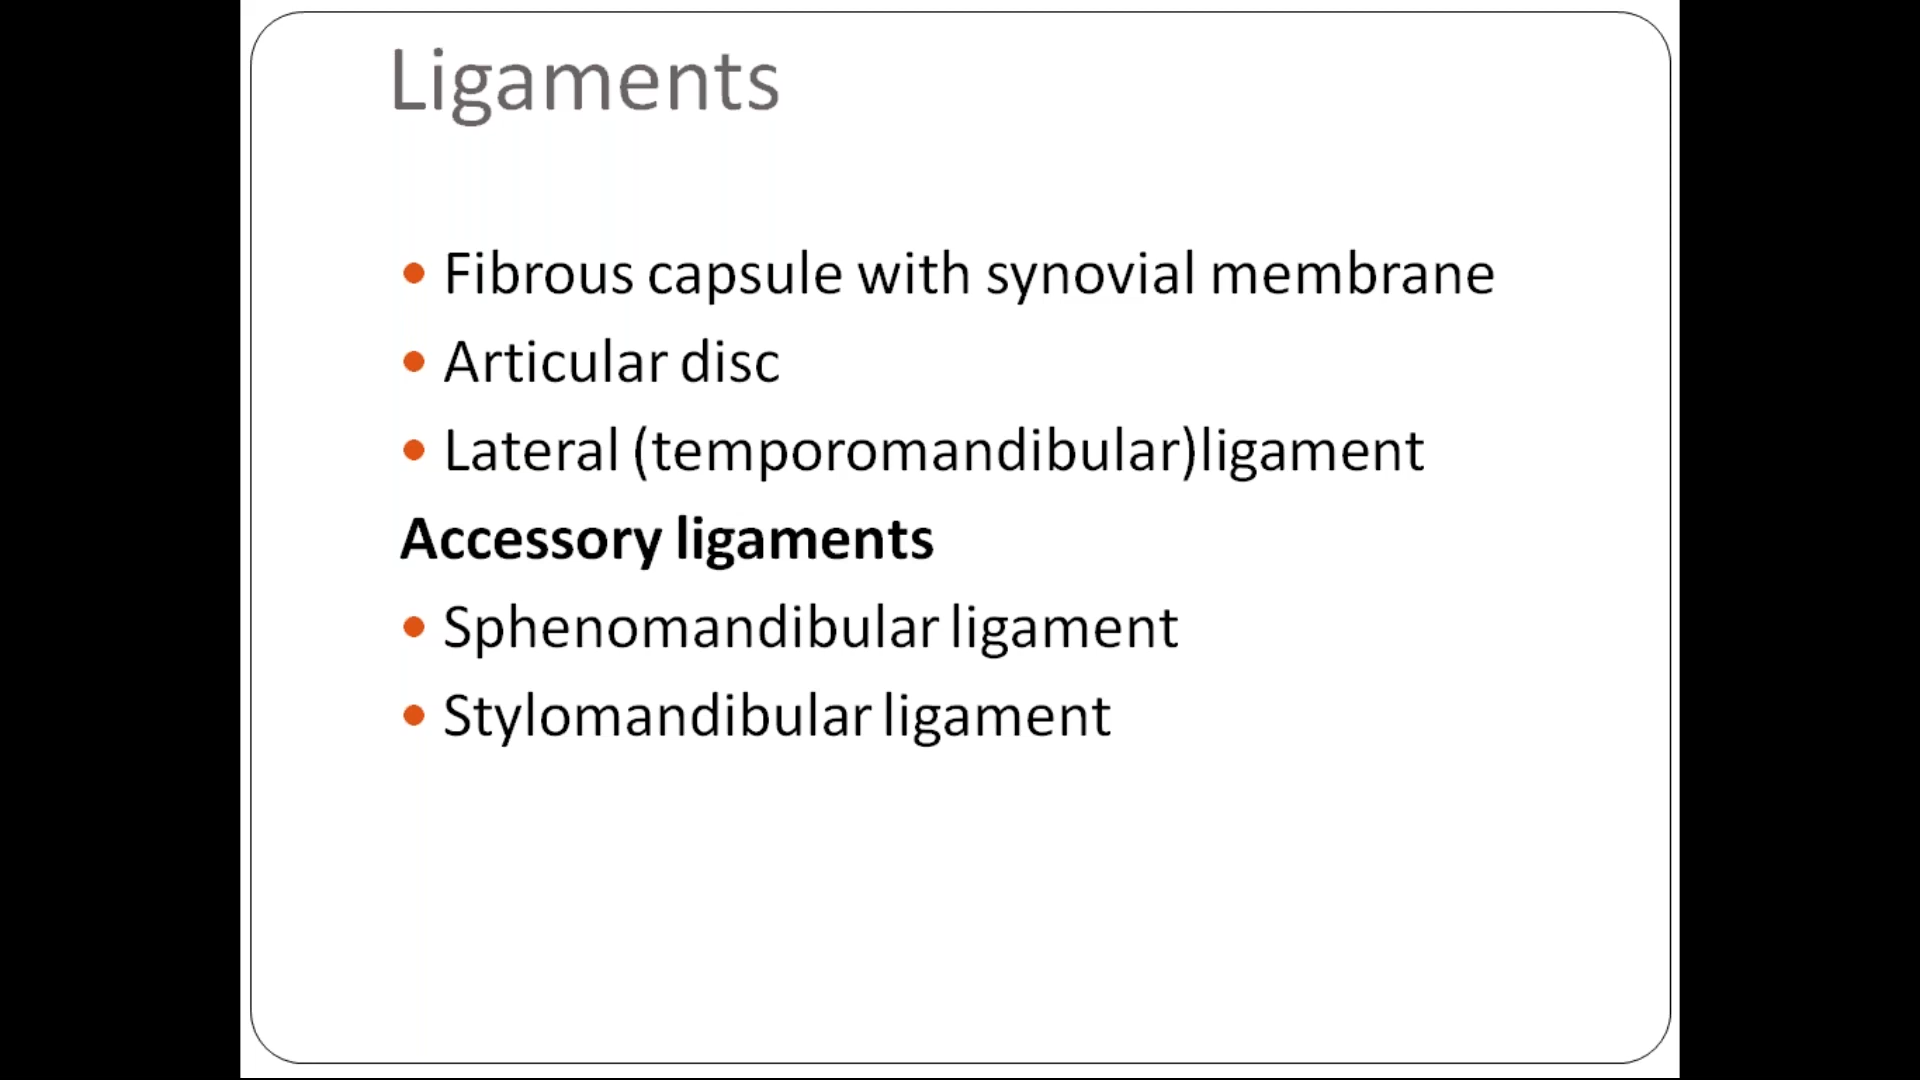 Ligaments
• Fibrous capsule with synovial membrane
• Articular disc
• Lateral (temporomandibular)ligament
Accessory ligaments
• Sphenomandibular ligament
• Stylomandibular ligament